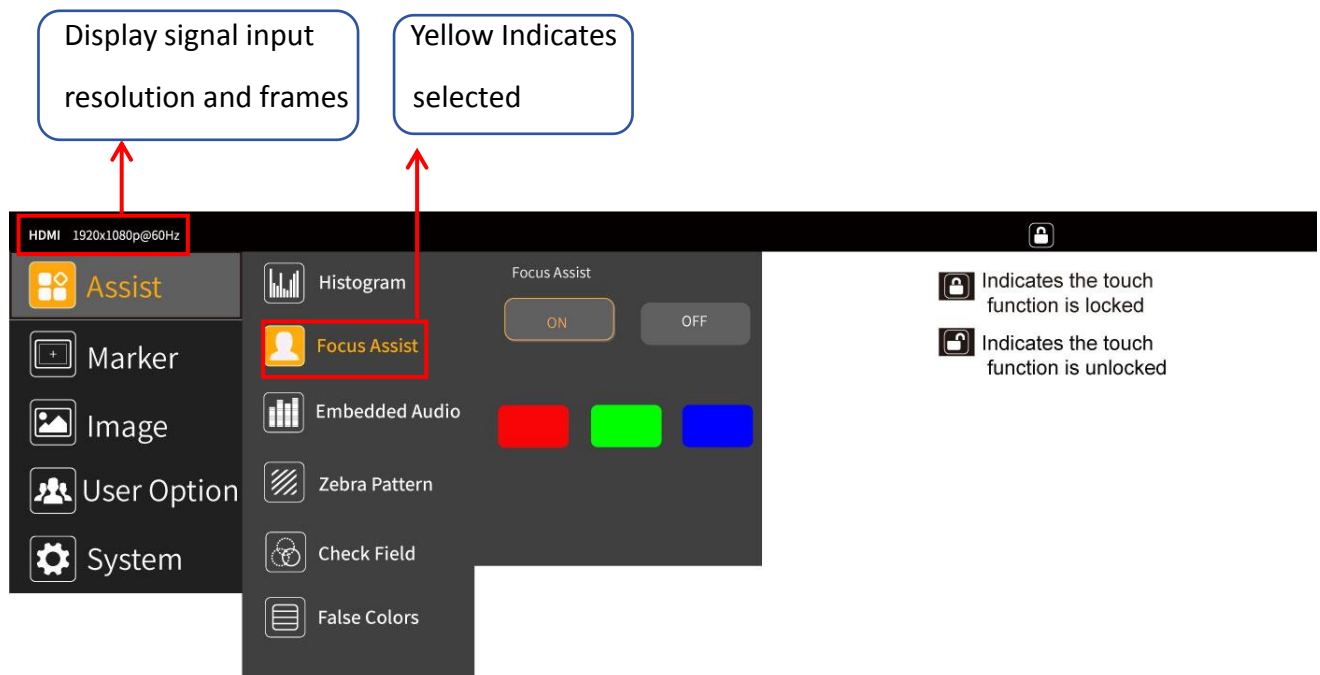 Display signal input
resolution and frames
Yellow Indicates
selected
HDMI 1920x1080p@60Hz
Assist
Marker
Image
User Option
System
Histogram
Focus Assist
Embedded Audio
Zebra Pattern
Check Field
False Colors
Focus Assist
ON OFF
Indicates the touch
function is locked
Indicates the touch
function is unlocked